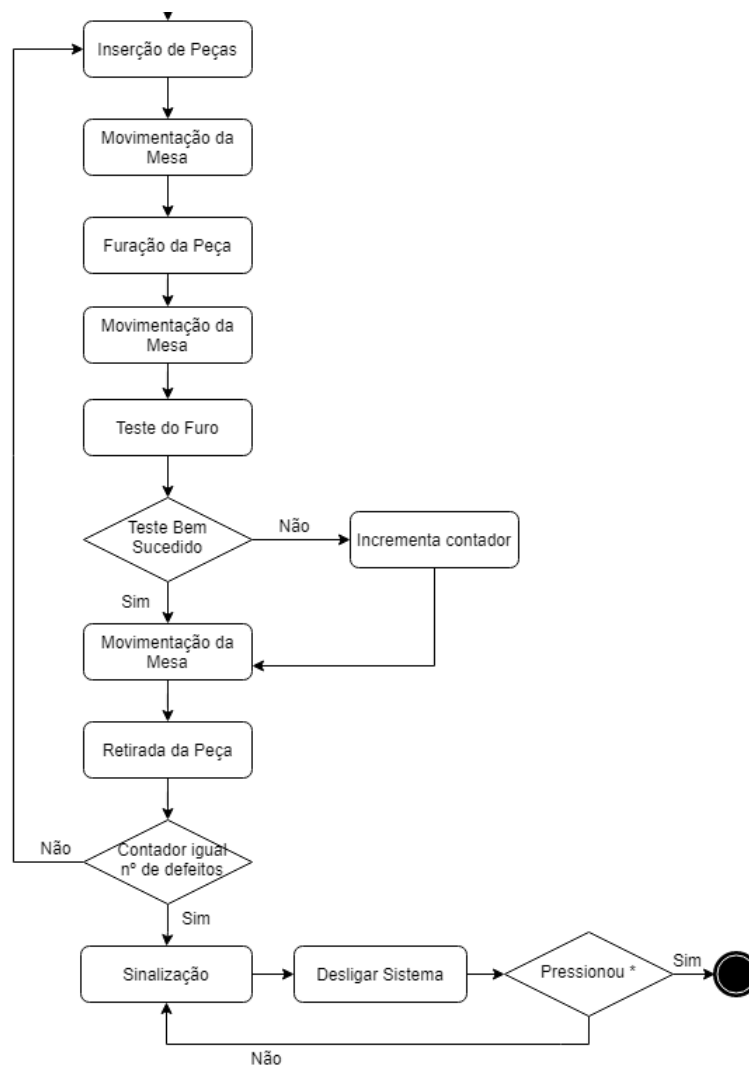 Inserção de Peças
Movimentação da
Mesa
Furação da Peça
Movimentação da
Mesa
Teste do Furo
Teste Bem
Sucedido
Não
Incrementa contador
Sim
Movimentação da
Mesa
Retirada da Peça
Não
Contador igual
nº de defeitos
Sim
Sinalização
Desligar Sistema
Pressionou *
Sim
Não